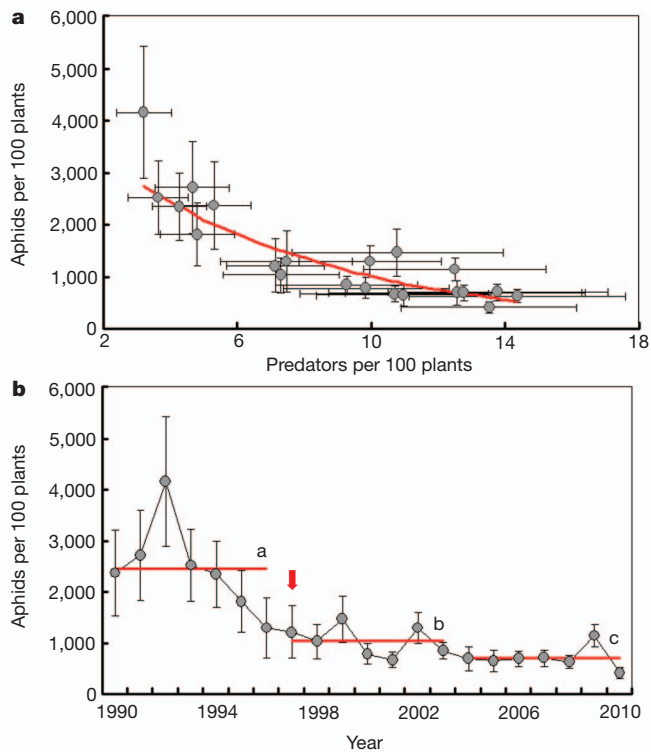 a
6,000
5,000
4,000
3,000
2,000
1,000
0
Aphids per 100 plants
2 6 10 14 18
Predators per 100 plants
b
6,000
5,000
4,000
3,000
2,000
1,000
0
Aphids per 100 plants
a
b
c
1990 1994 1998 2002 2006 2010
Year